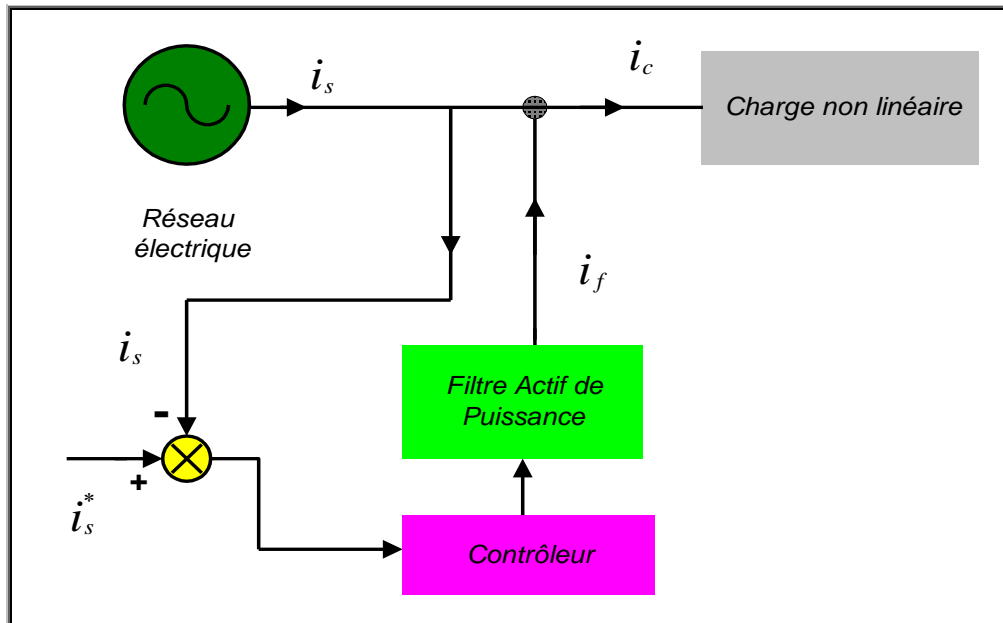 i_s
i_c
Charge non linéaire
Réseau
électrique
i_f
i_s
Filtre Actif de
Puissance
-
+
i_s^*
Contrôleur